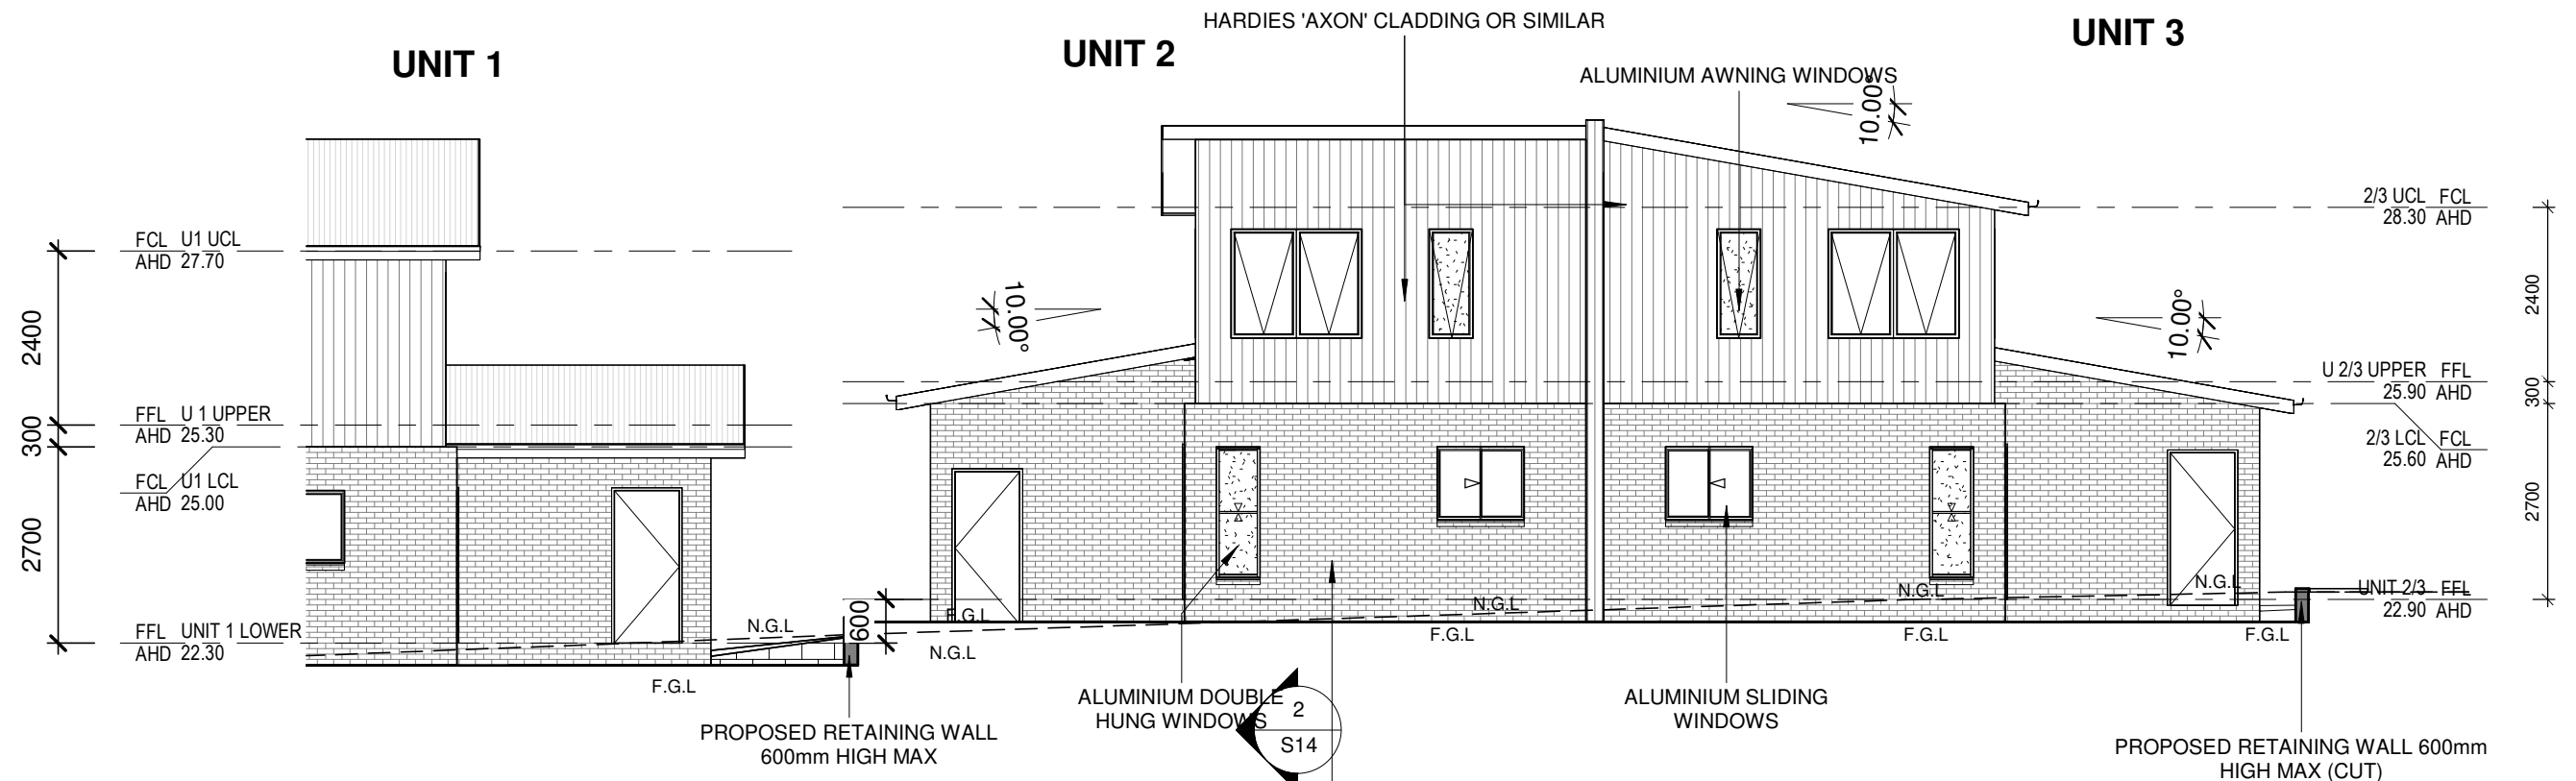 HARDIES 'AXON' CLADDING OR SIMILAR
UNIT 1
UNIT 2
UNIT 3
ALUMINIUM AWNING WINDOWS
10.00°
2/3 UCL FCL
28.30 AHD
FCL U1 UCL
AHD 27.70
2400
10.00°
10.00°
2400
U 2/3 UPPER FFL
25.90 AHD
300
FFL U 1 UPPER
AHD 25.30
300
2/3 LCL FCL
25.60 AHD
FCL U1 LCL
AHD 25.00
2700
2700
N.G.L
N.G.L
N.G.L
UNIT 2/3 FFL
22.90 AHD
F.G.L
600
N.G.L
FFL UNIT 1 LOWER
AHD 22.30
N.G.L
F.G.L
F.G.L
F.G.L
F.G.L
ALUMINIUM DOUBLE
HUNG WINDOWS
2
S14
ALUMINIUM SLIDING
WINDOWS
PROPOSED RETAINING WALL
600mm HIGH MAX
PROPOSED RETAINING WALL 600mm
HIGH MAX (CUT)